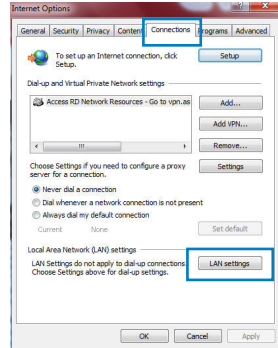 Internet Options
General Security Privacy Content Connections Programs Advanced
To set up an Internet connection, click
Setup.
Setup
Dial-up and Virtual Private Network settings
Access RD Network Resources - Go to vpn.as
Add...
Add VPN...
Remove...
Choose Settings if you need to configure a proxy
server for a connection.
Settings
Never dial a connection
Dial whenever a network connection is not present
Always dial my default connection
Current None
Set default
Local Area Network (LAN) settings
LAN Settings do not apply to dial-up connections.
Choose Settings above for dial-up settings.
LAN settings
OK Cancel Apply